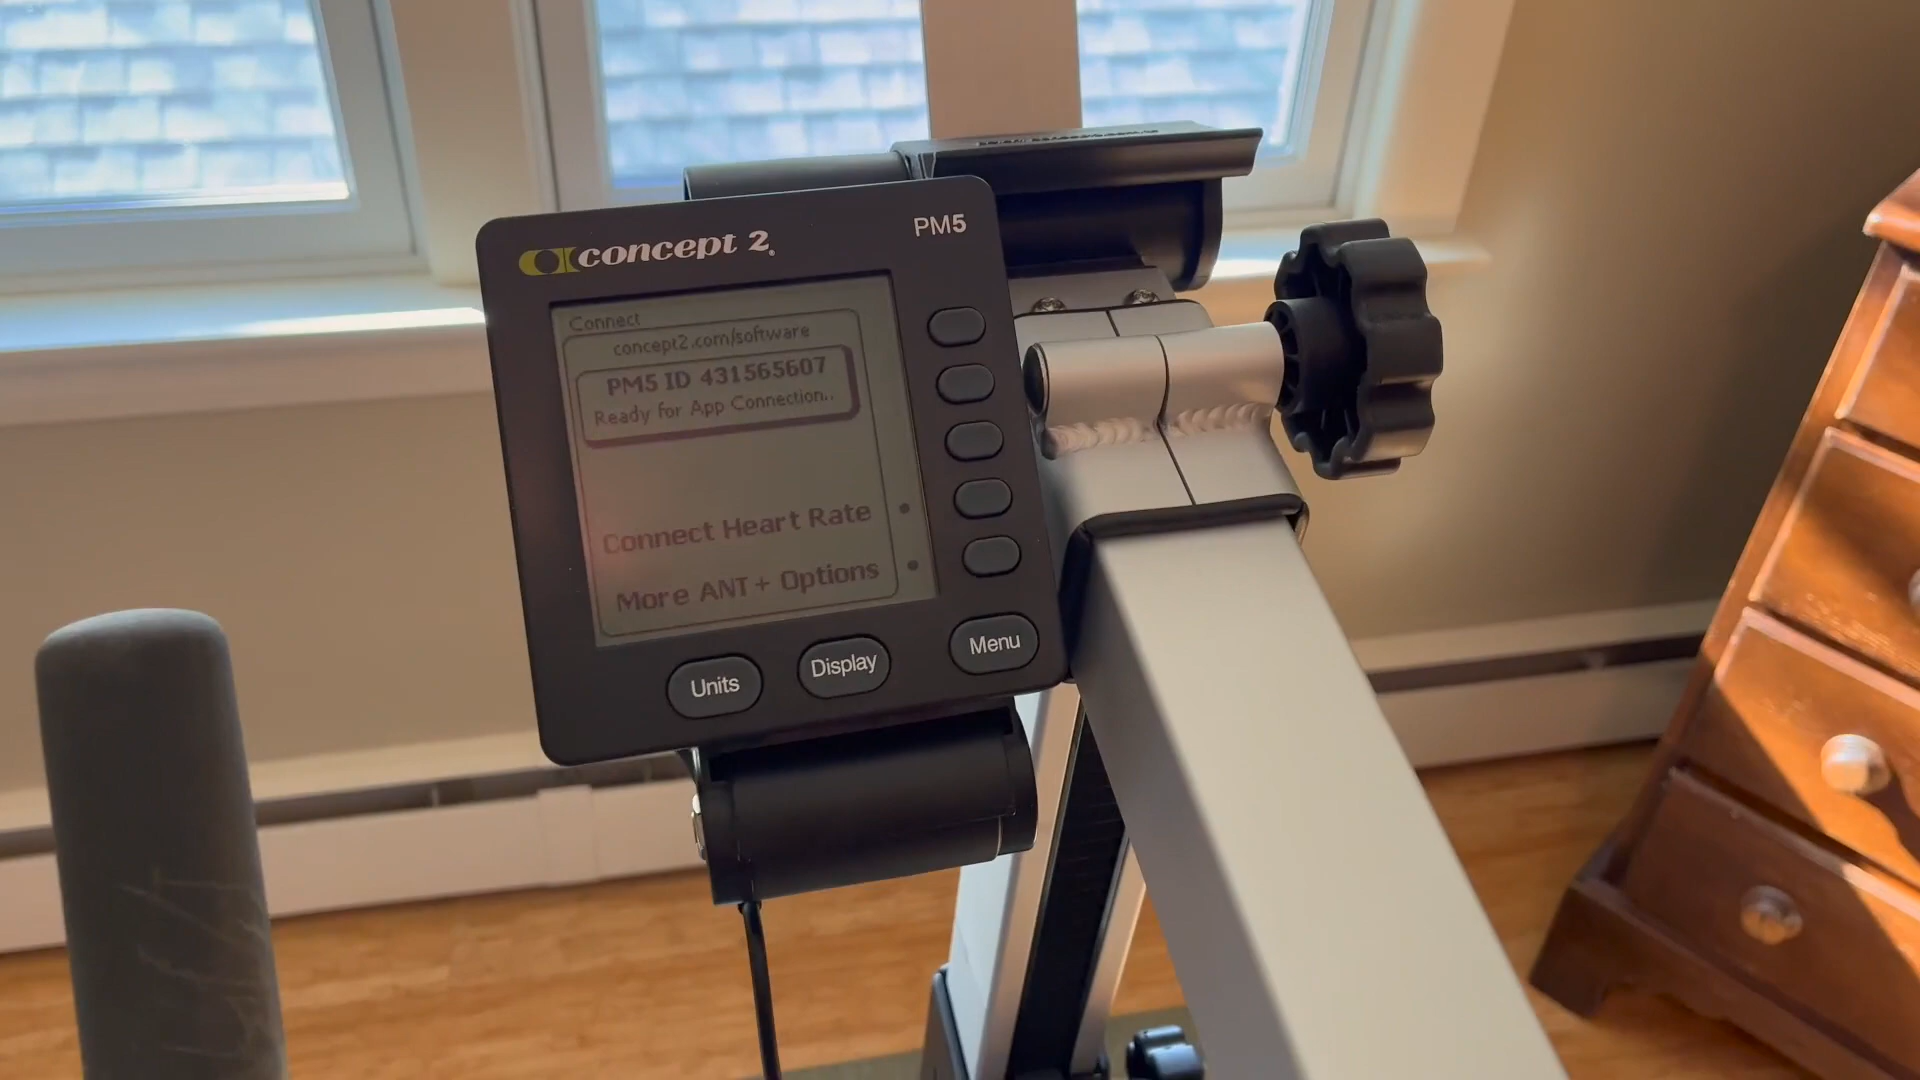 concept 2.
PM5
Connect
concept2.com/software
PM5 ID 431565607
Ready for App Connection..
Connect Heart Rate
More ANT+ Options
Units
Display
Menu